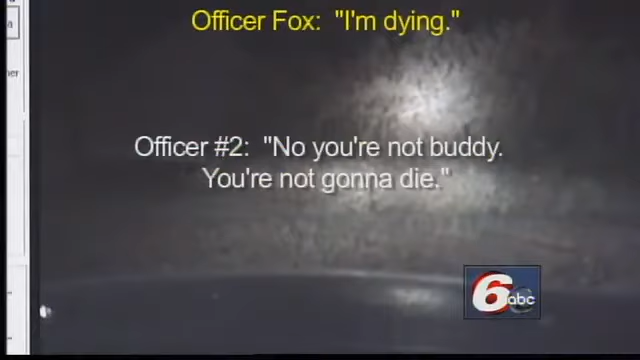 Officer Fox: "I'm dying."
Officer #2: "No you're not buddy.
You're not gonna die."
6abc